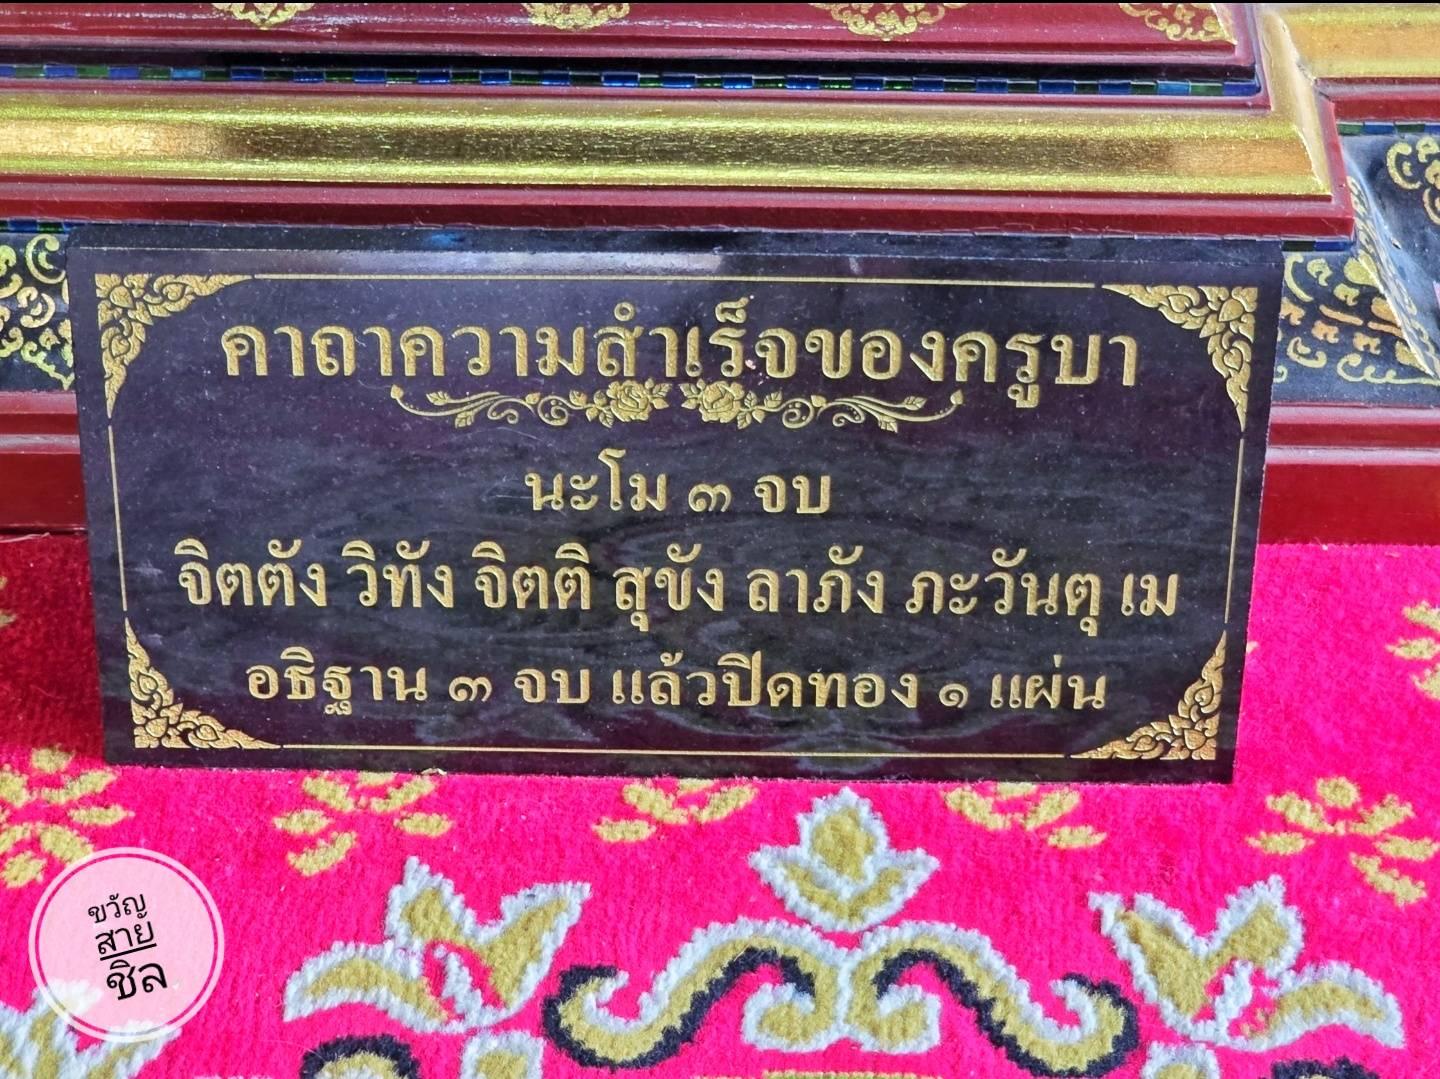 คาถาความสำเร็จของครูบา
นะโม ๓ จบ
จิตตัง วิทัง จิตติ สุขัง ลาภัง ภะวันตุ เม
อธิฐาน ๓ จบ แล้วปิดทอง ๑ แผ่น
ขวัญ
สาย
ชิล